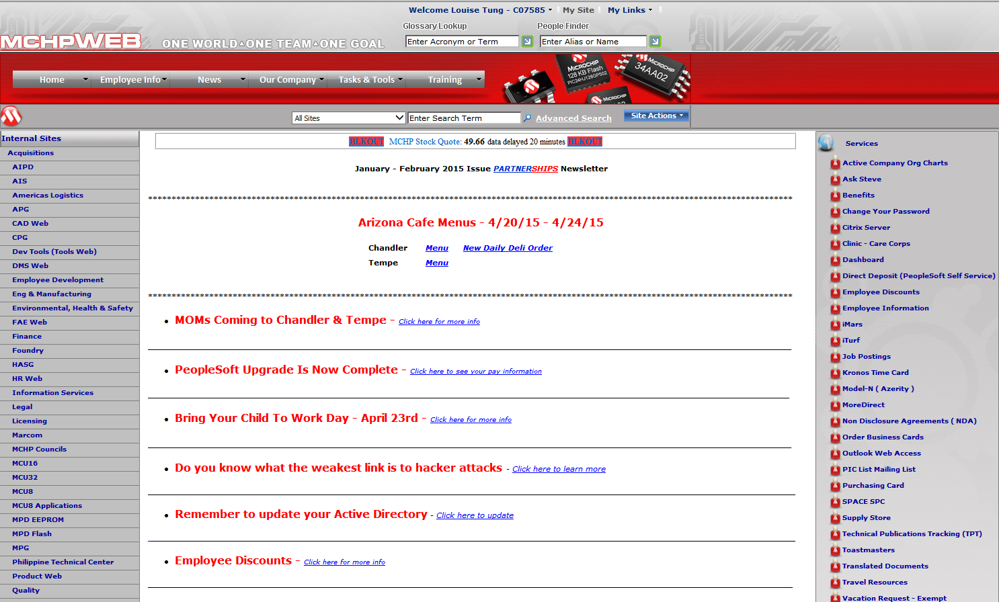 Welcome Louise Tung - C07585 My Site My Links
Glossary Lookup People Finder
MCHPWEB ONE WORLD▲ONE TEAM▲ONE GOAL
Enter Acronym or Term Enter Alias or Name
MICROCHIP
128 KB Flash
PIC24HJ128GP502
MICROCHIP
34AA02
MICROCHIP
Home Employee Info News Our Company Tasks & Tools Training
All Sites Enter Search Term Advanced Search Site Actions
Internal Sites
Acquisitions
AIPD
AIS
Americas Logistics
APG
CAD Web
CPG
Dev Tools (Tools Web)
DMS Web
Employee Development
Eng & Manufacturing
Environmental, Health & Safety
FAE Web
Finance
Foundry
HASG
HR Web
Information Services
Legal
Licensing
Marcom
MCHP Councils
MCU16
MCU32
MCU8
MCU8 Applications
MPD EEPROM
MPD Flash
MPG
Philippine Technical Center
Product Web
Quality
BLKOUT MCHP Stock Quote: 49.66 data delayed 20 minutes BLKOUT
January - February 2015 Issue PARTNERSHIPS Newsletter
Arizona Cafe Menus - 4/20/15 - 4/24/15
Chandler Menu New Daily Deli Order
Tempe Menu
• MOMs Coming to Chandler & Tempe - Click here for more info
• PeopleSoft Upgrade Is Now Complete - Click here to see your pay information
• Bring Your Child To Work Day - April 23rd - Click here for more info
• Do you know what the weakest link is to hacker attacks - Click here to learn more
• Remember to update your Active Directory - Click here to update
• Employee Discounts - Click here for more info
Services
Active Company Org Charts
Ask Steve
Benefits
Change Your Password
Citrix Server
Clinic - Care Corps
Dashboard
Direct Deposit (PeopleSoft Self Service)
Employee Discounts
Employee Information
iMars
iTurf
Job Postings
Kronos Time Card
Model-N ( Azerity )
MoreDirect
Non Disclosure Agreements ( NDA)
Order Business Cards
Outlook Web Access
PIC List Mailing List
Purchasing Card
SPACE SPC
Supply Store
Technical Publications Tracking (TPT)
Toastmasters
Translated Documents
Travel Resources
Vacation Request - Exempt